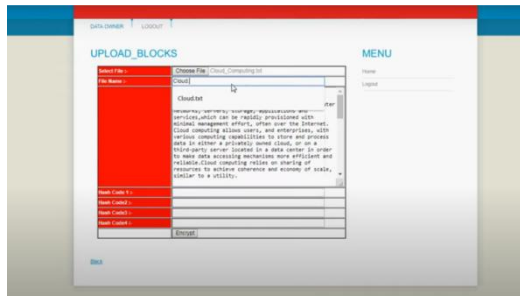 DATA OWNER LOGOUT
UPLOAD_BLOCKS
MENU
Select File :- Choose File Cloud_Computing.txt
Home
File Name :- Cloud
Logout
Cloud.txt
networks, servers, storage, applications and
services,which can be rapidly provisioned with
minimal management effort, often over the Internet.
Cloud computing allows users, and enterprises, with
various computing capabilities to store and process
data in either a privately owned cloud, or on a
third-party server located in a data center in order
to make data accessing mechanisms more efficient and
reliable.Cloud computing relies on sharing of
resources to achieve coherence and economy of scale,
similar to a utility.
Hash Code 1 :-
Hash Code2 :-
Hash Code3 :-
Hash Code4 :-
Encrypt
Back